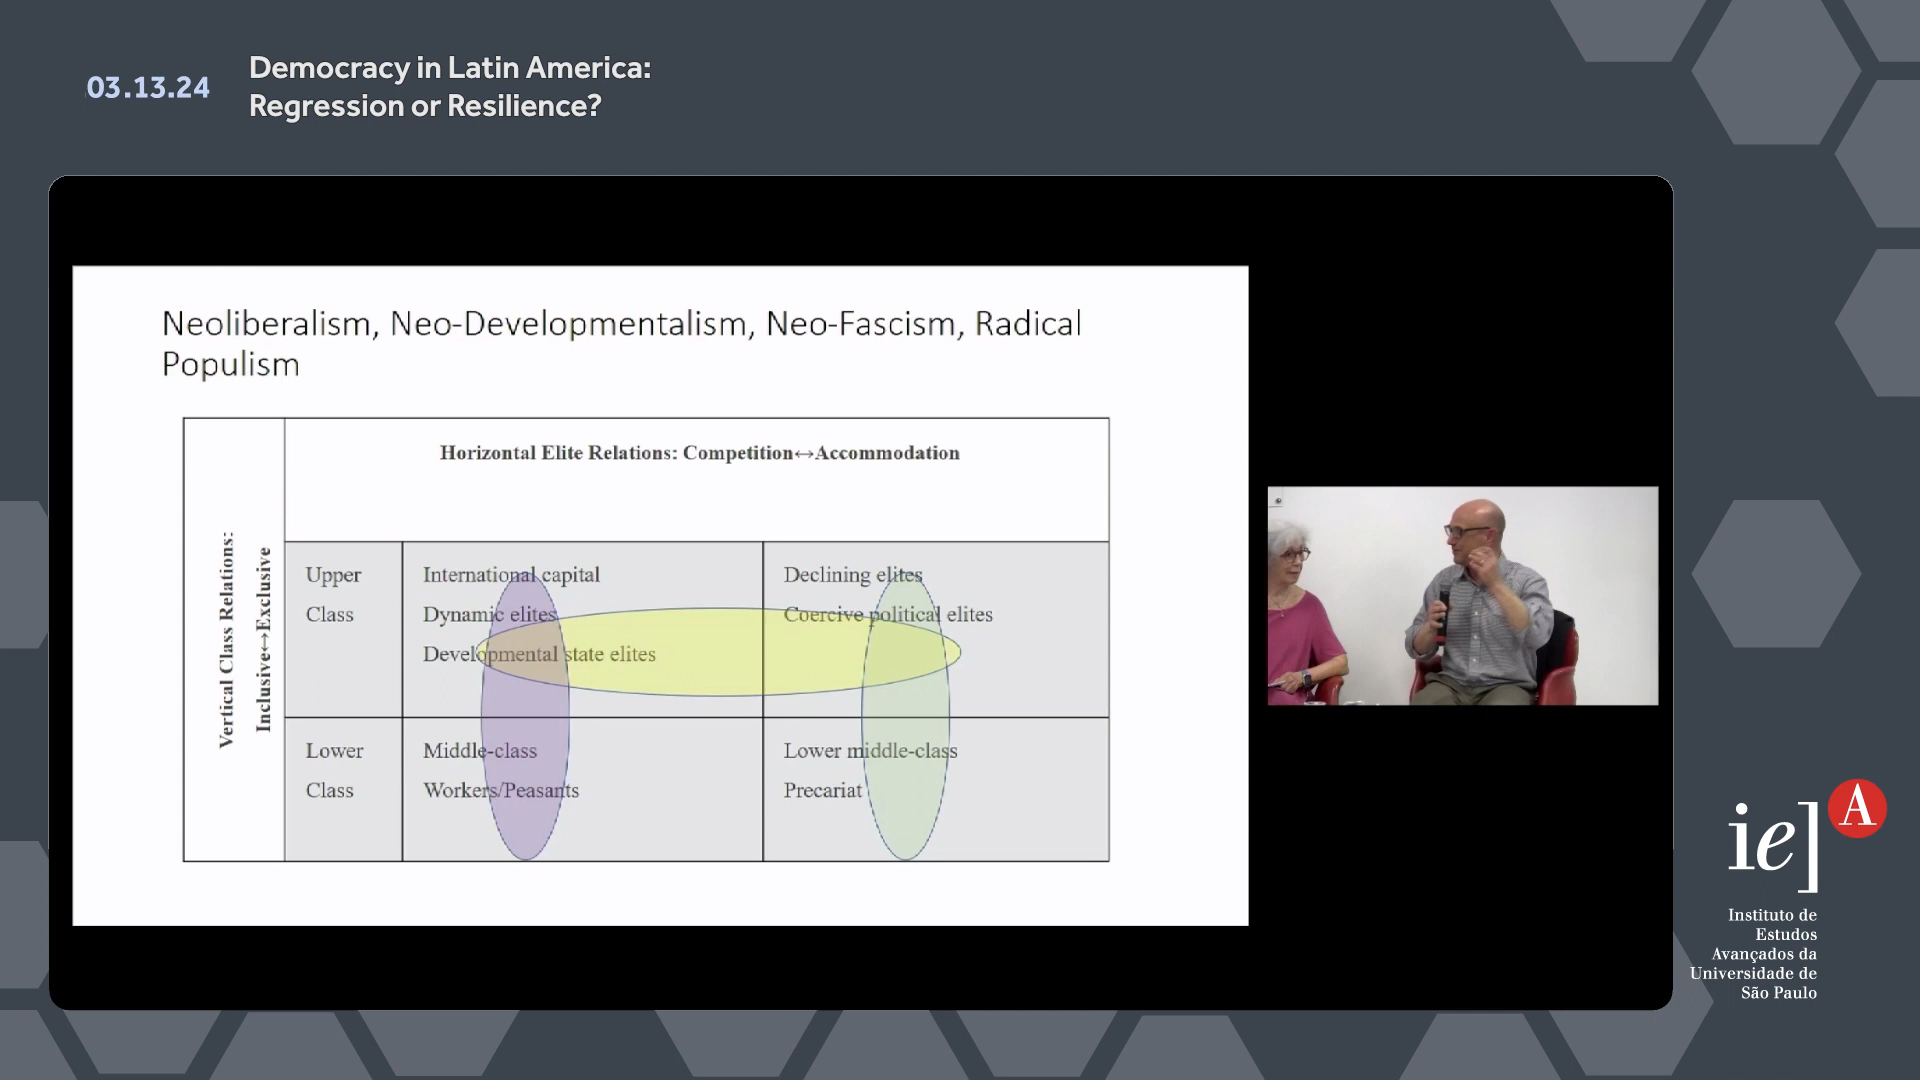 03.13.24
Democracy in Latin America:
Regression or Resilience?
Neoliberalism, Neo-Developmentalism, Neo-Fascism, Radical
Populism
Horizontal Elite Relations: Competition↔Accommodation
Vertical Class Relations:
Inclusive↔Exclusive
Upper
Class
International capital
Dynamic elites
Developmental state elites
Declining elites
Coercive political elites
Lower
Class
Middle-class
Workers/Peasants
Lower middle-class
Precariat
ie] A
Instituto de
Estudos
Avançados da
Universidade de
São Paulo